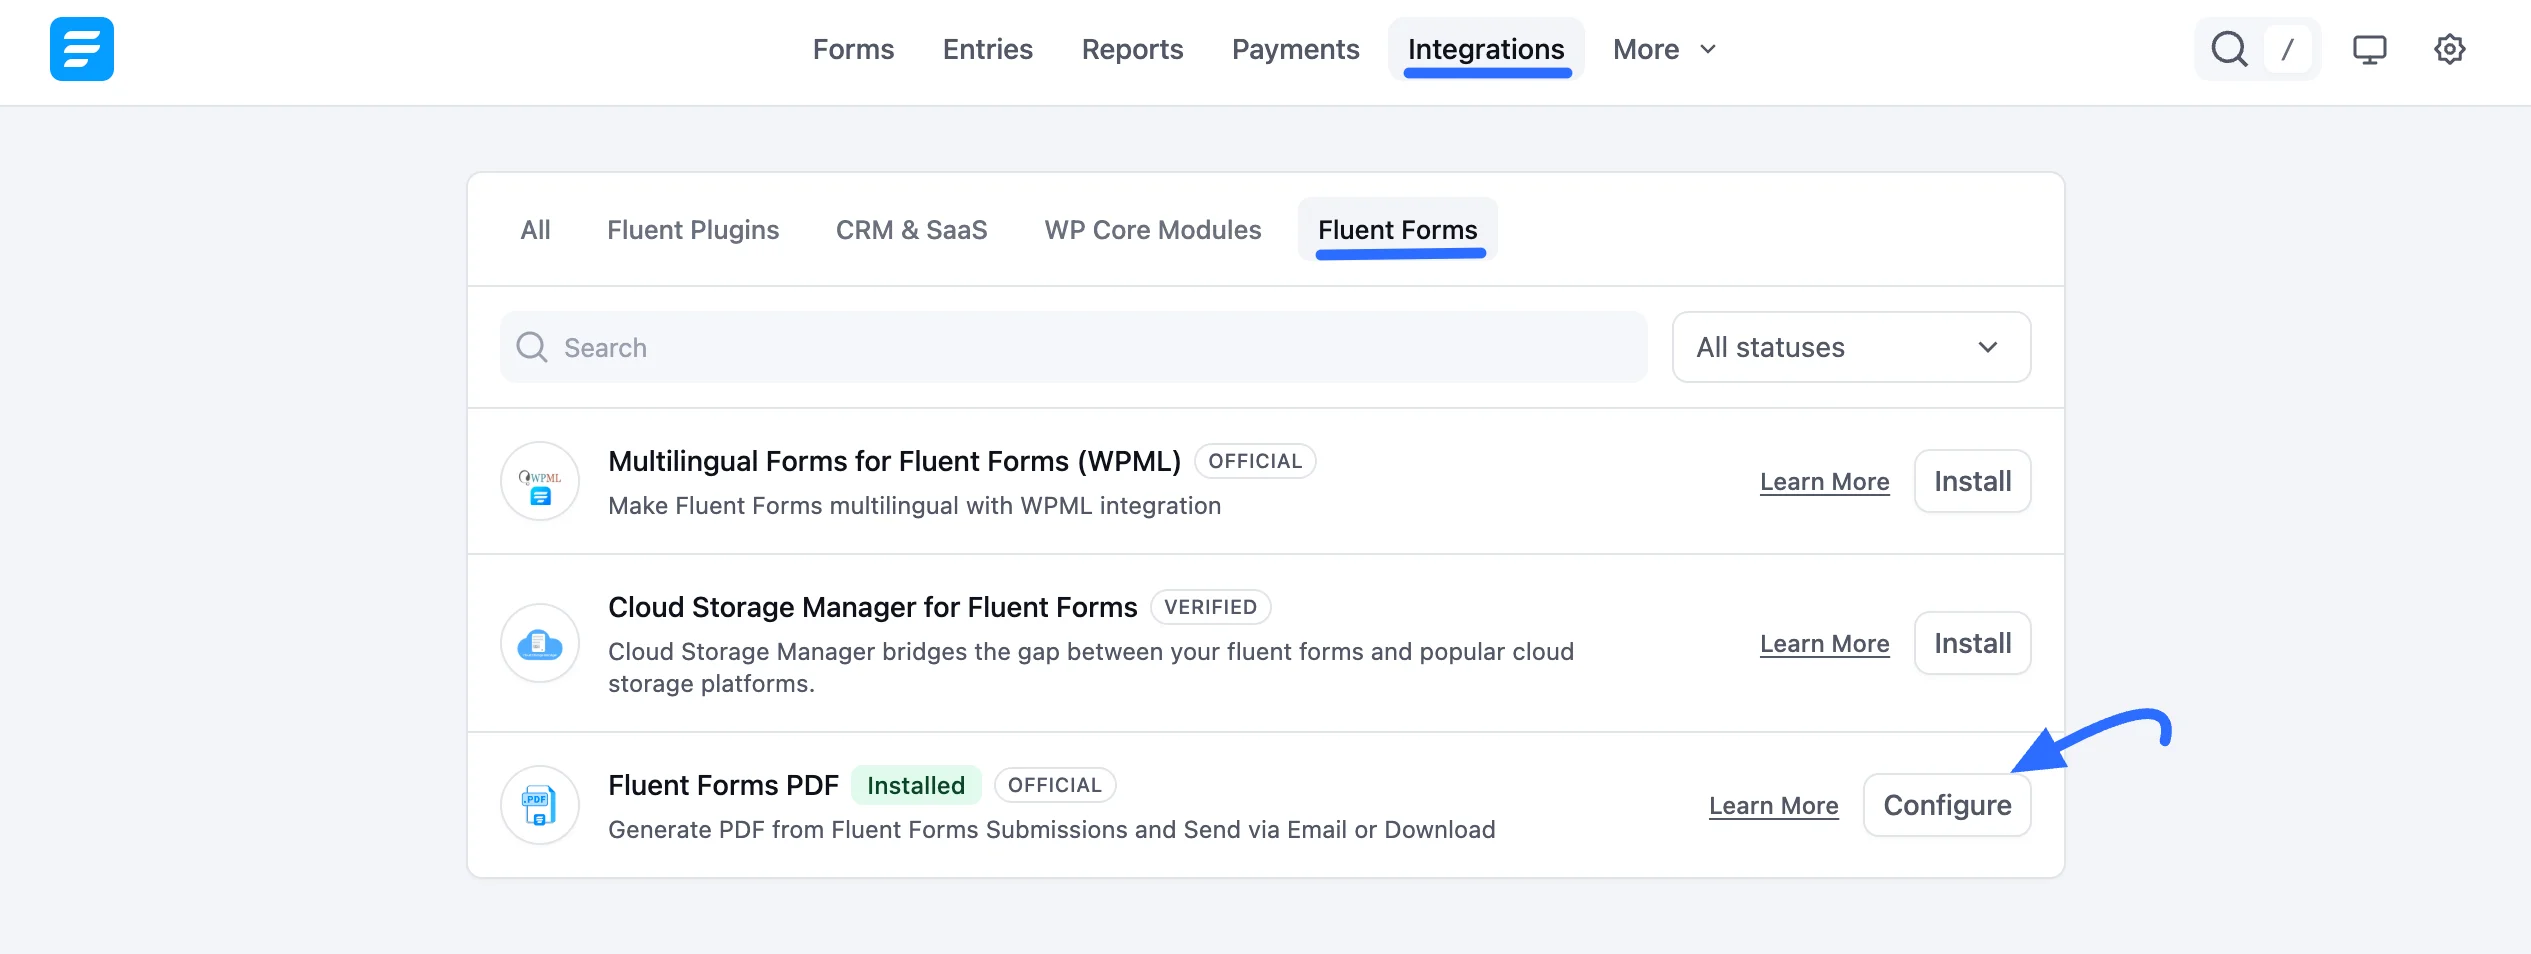 Forms Entries Reports Payments Integrations More /
All Fluent Plugins CRM & SaaS WP Core Modules Fluent Forms
Search All statuses
WPML
Multilingual Forms for Fluent Forms (WPML) OFFICIAL
Make Fluent Forms multilingual with WPML integration
Learn More Install
Cloud Storage Manager for Fluent Forms VERIFIED
Cloud Storage Manager bridges the gap between your fluent forms and popular cloud
storage platforms.
Learn More Install
.PDF
Fluent Forms PDF Installed OFFICIAL
Generate PDF from Fluent Forms Submissions and Send via Email or Download
Learn More Configure